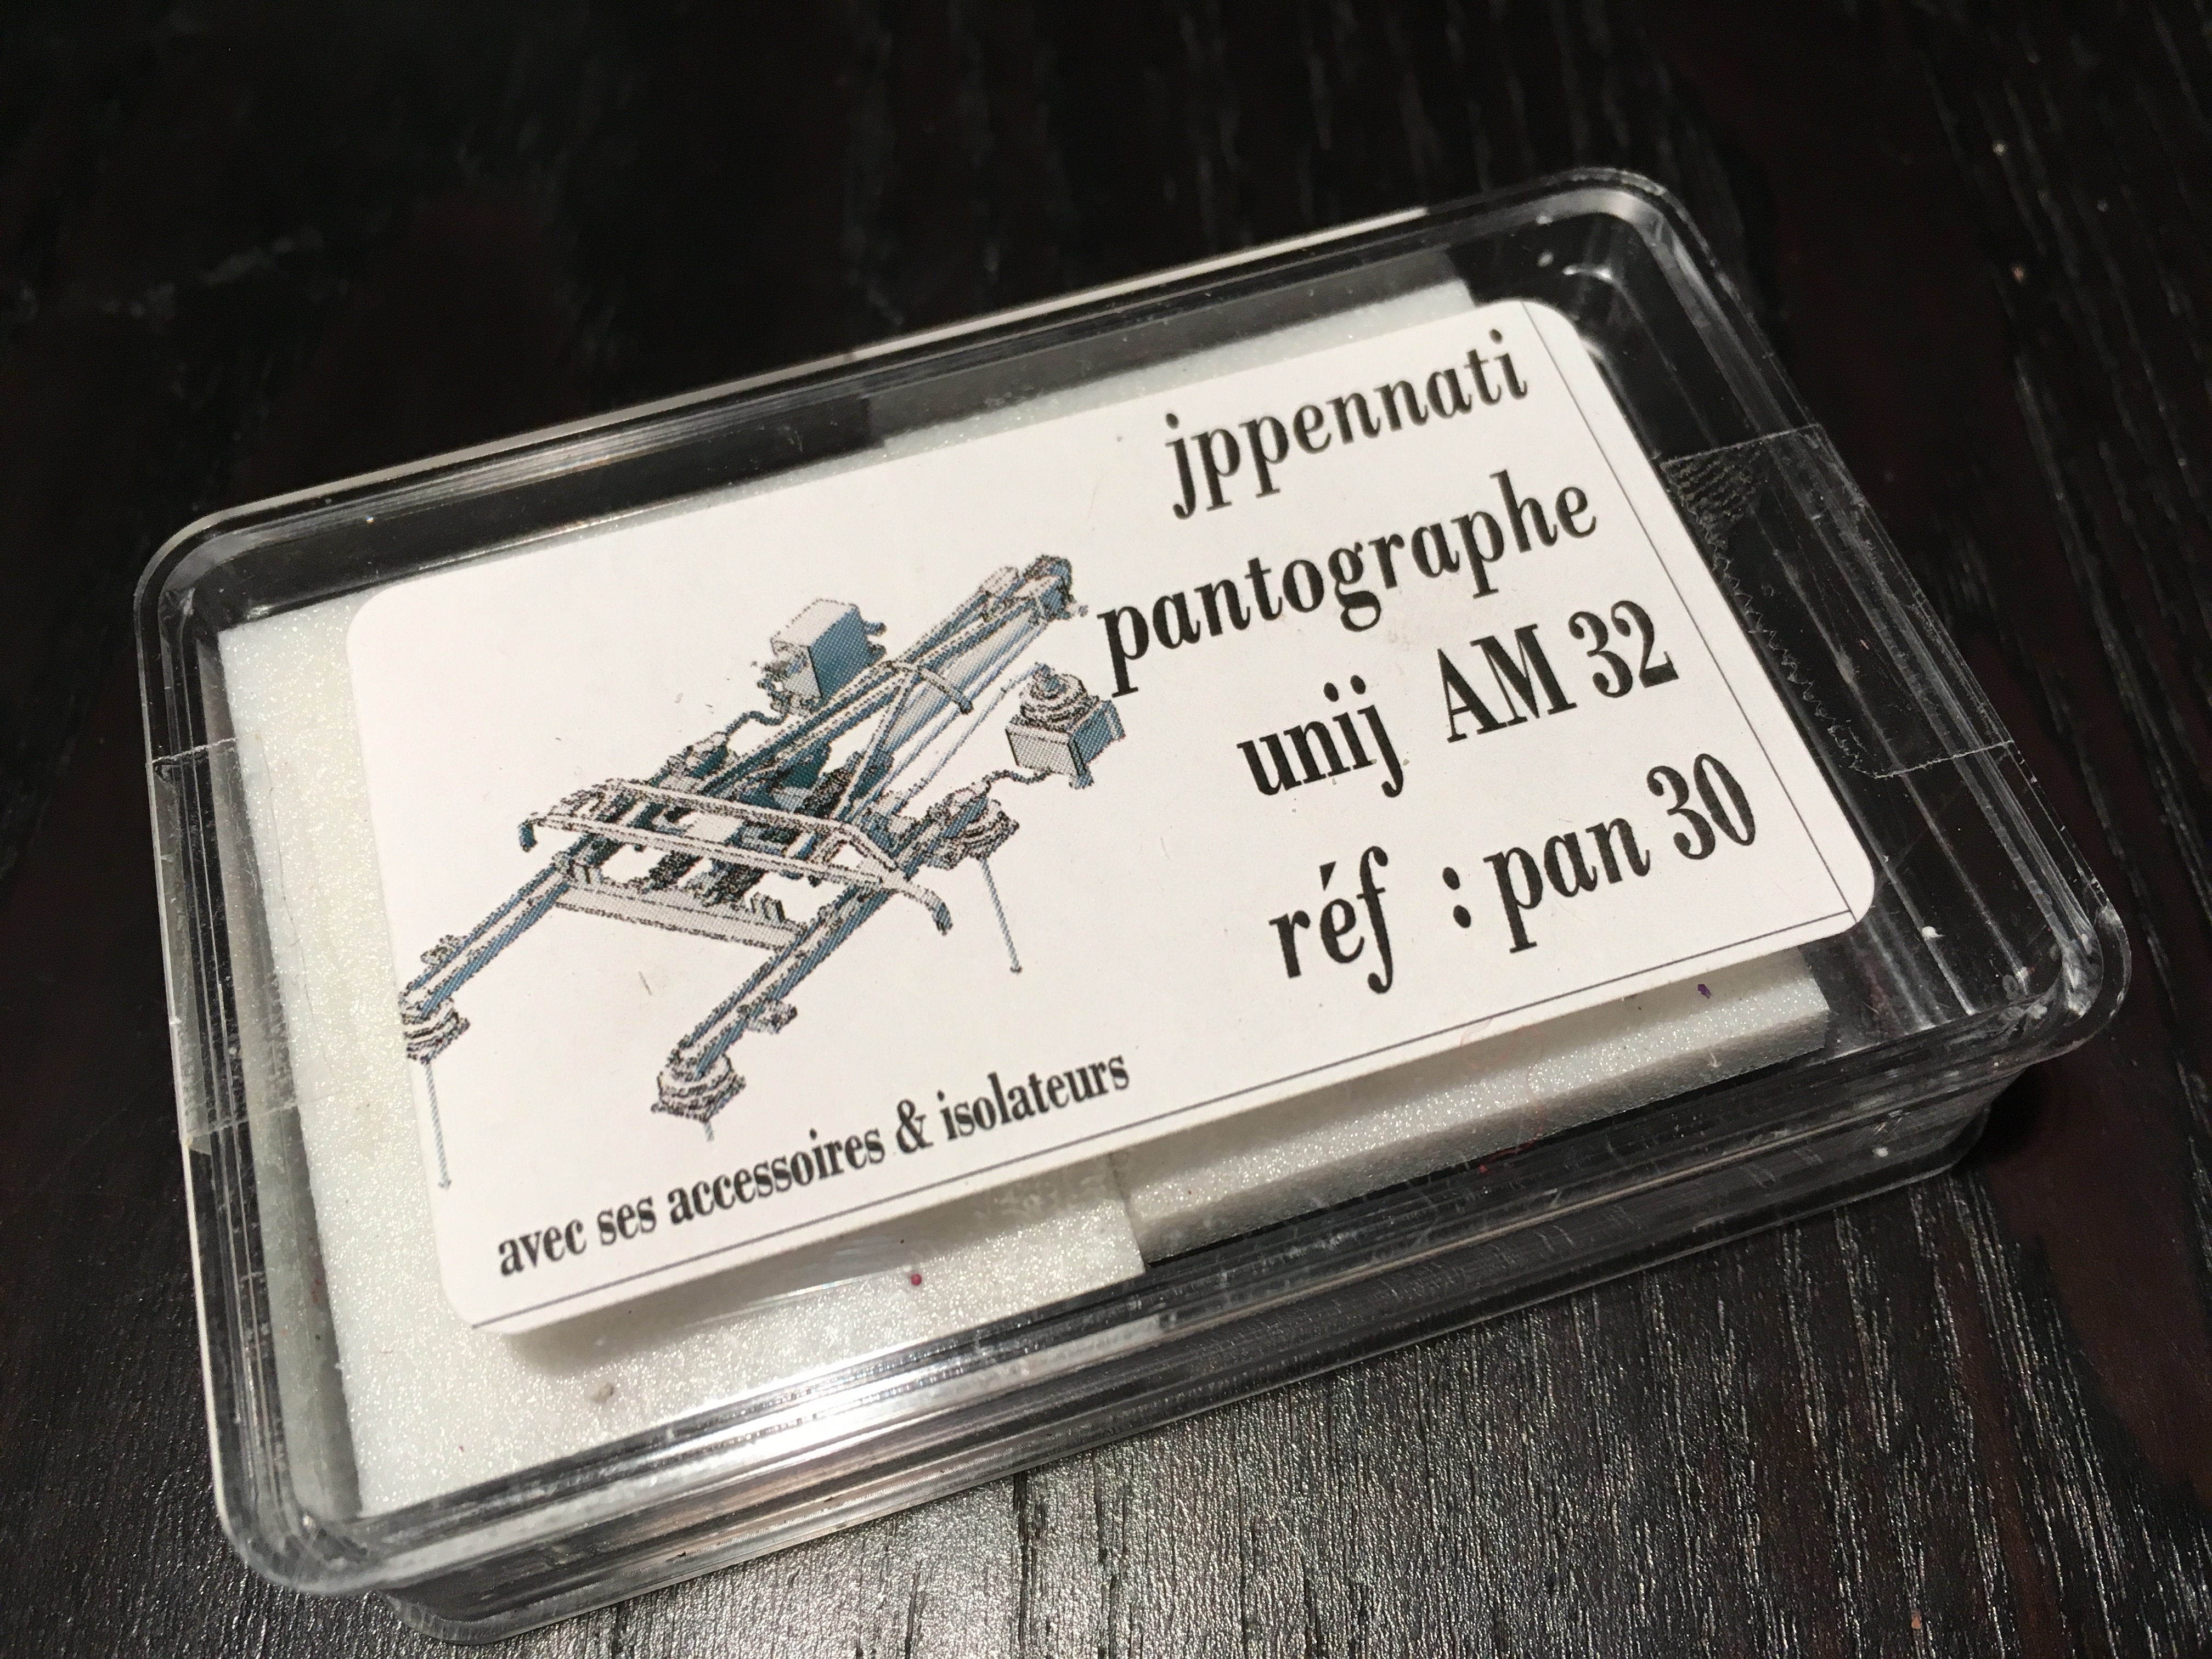 jppennati
pantographe
unij AM 32
réf : pan 30
avec ses accessoires & isolateurs